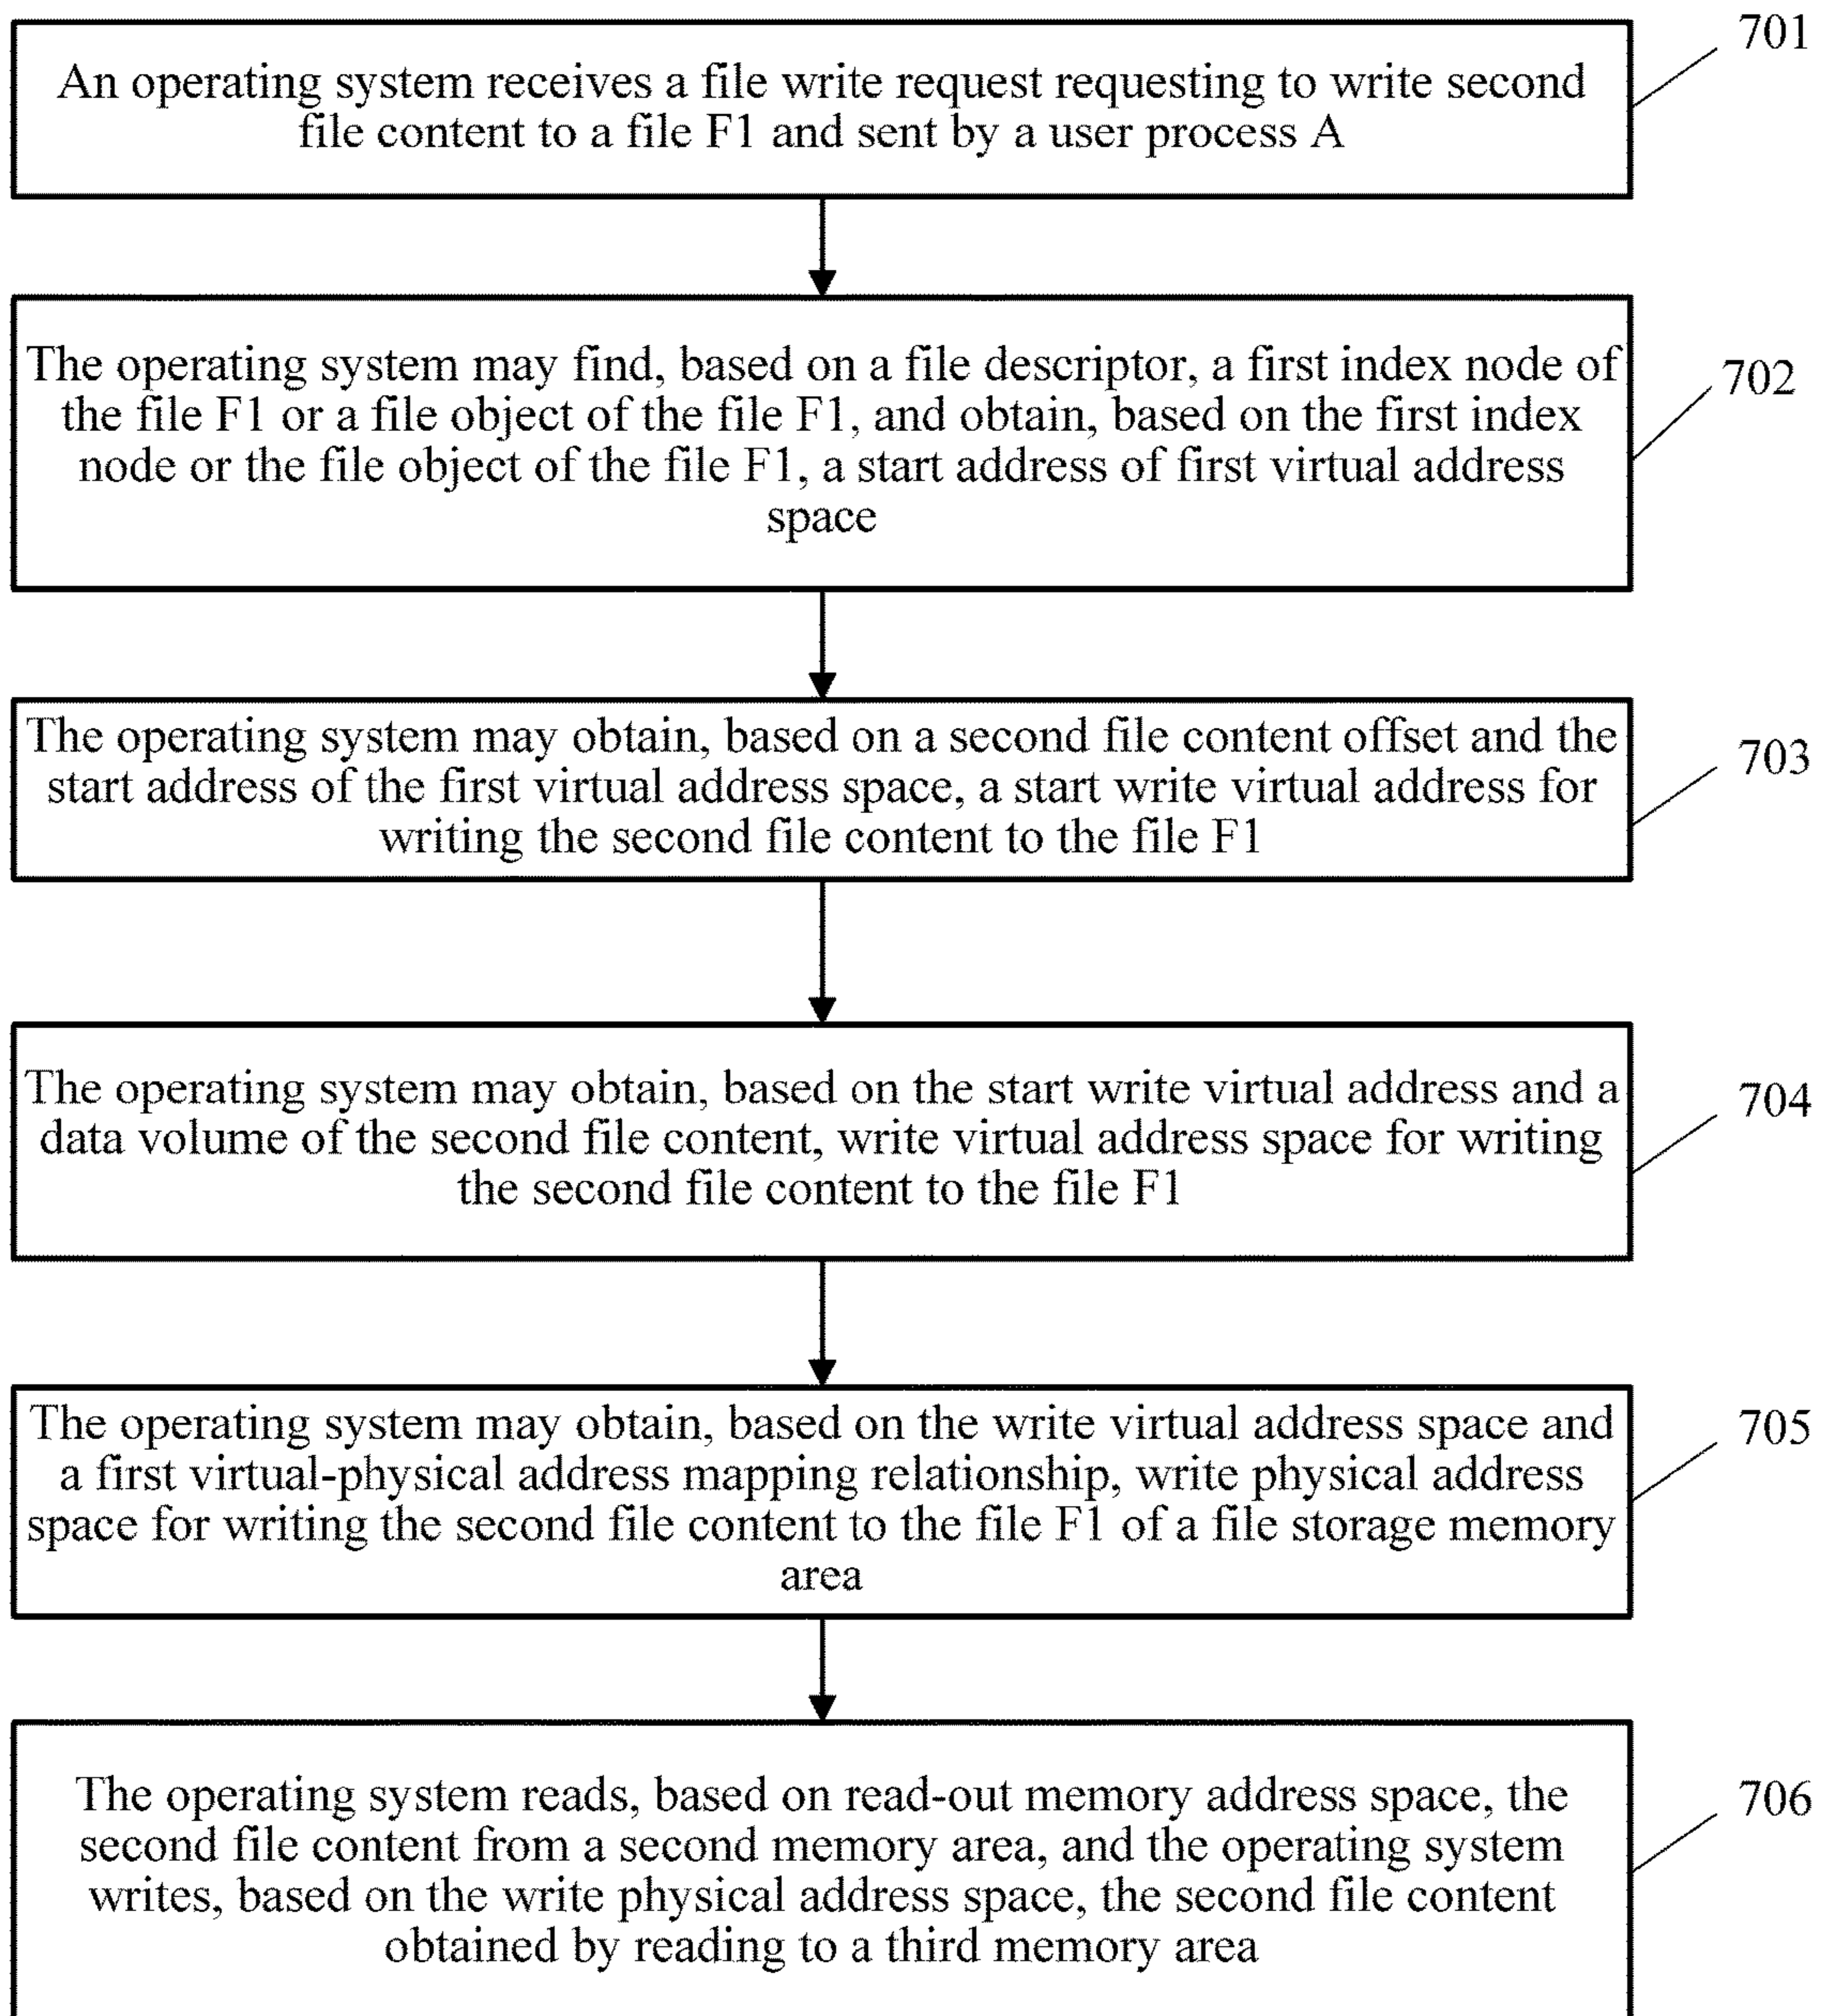 701
An operating system receives a file write request requesting to write second
file content to a file F1 and sent by a user process A
702
The operating system may find, based on a file descriptor, a first index node of
the file F1 or a file object of the file F1, and obtain, based on the first index
node or the file object of the file F1, a start address of first virtual address
space
703
The operating system may obtain, based on a second file content offset and the
start address of the first virtual address space, a start write virtual address for
writing the second file content to the file F1
704
The operating system may obtain, based on the start write virtual address and a
data volume of the second file content, write virtual address space for writing
the second file content to the file F1
705
The operating system may obtain, based on the write virtual address space and
a first virtual-physical address mapping relationship, write physical address
space for writing the second file content to the file F1 of a file storage memory
area
706
The operating system reads, based on read-out memory address space, the
second file content from a second memory area, and the operating system
writes, based on the write physical address space, the second file content
obtained by reading to a third memory area